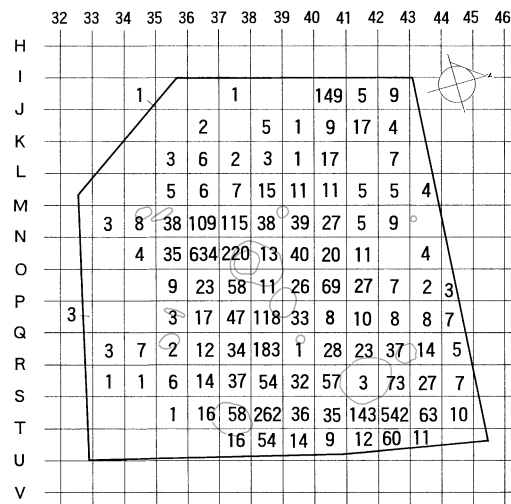 32 33 34 35 36 37 38 39 40 41 42 43 44 45 46
H
I
1 1 149 5 9
J
2 5 1 9 17 4
K
3 6 2 3 1 17 7
L
5 6 7 15 11 11 5 5 4
M
3 8 38 109 115 38 39 27 5 9
N
4 35 634 220 13 40 20 11 4
O
9 23 58 11 26 69 27 7 2 3
P
3 3 17 47 118 33 8 10 8 8 7
Q
3 7 2 12 34 183 1 28 23 37 14 5
R
1 1 6 14 37 54 32 57 3 73 27 7
S
1 16 58 262 36 35 143 542 63 10
T
16 54 14 9 12 60 11
U
V